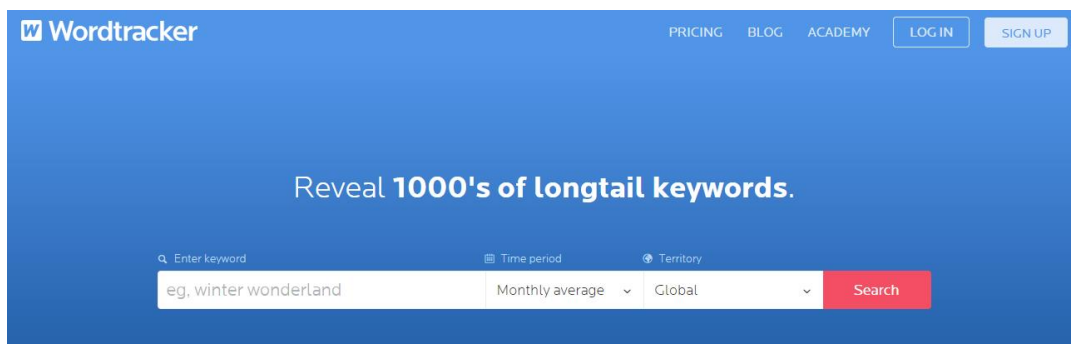 W Wordtracker PRICING BLOG ACADEMY LOG IN SIGN UP
Reveal 1000's of longtail keywords.
Enter keyword Time period Territory
eg, winter wonderland Monthly average Global Search